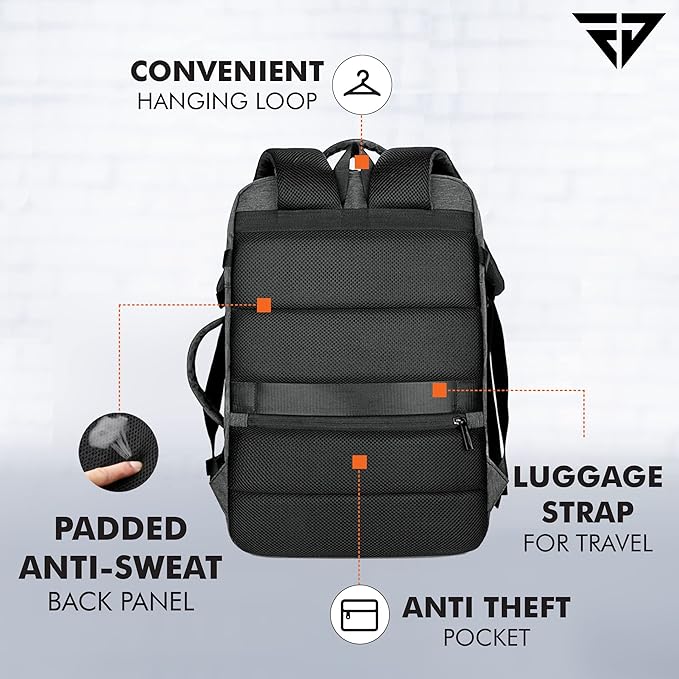 CONVENIENT
HANGING LOOP
PADDED
ANTI-SWEAT
BACK PANEL
LUGGAGE
STRAP
FOR TRAVEL
ANTI THEFT
POCKET